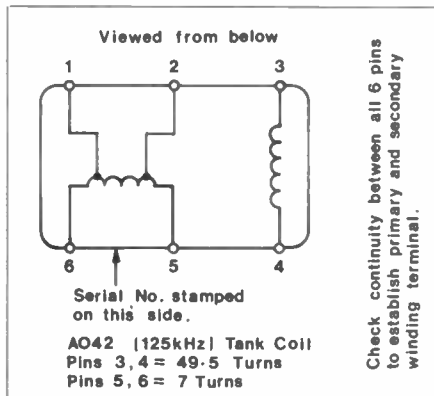 Viewed from below
1 2 3
6 5 4
Serial No. stamped
on this side.
AO42 (125kHz) Tank Coil
Pins 3,4 = 49·5 Turns
Pins 5,6 = 7 Turns
Check continuity between all 6 pins
to establish primary and secondary
winding terminal.